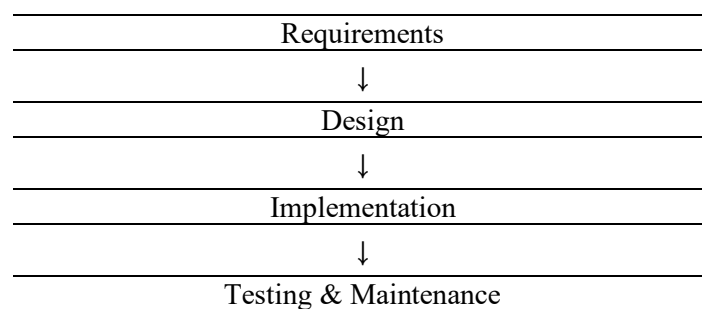 Requirements
↓
Design
↓
Implementation
↓
Testing & Maintenance